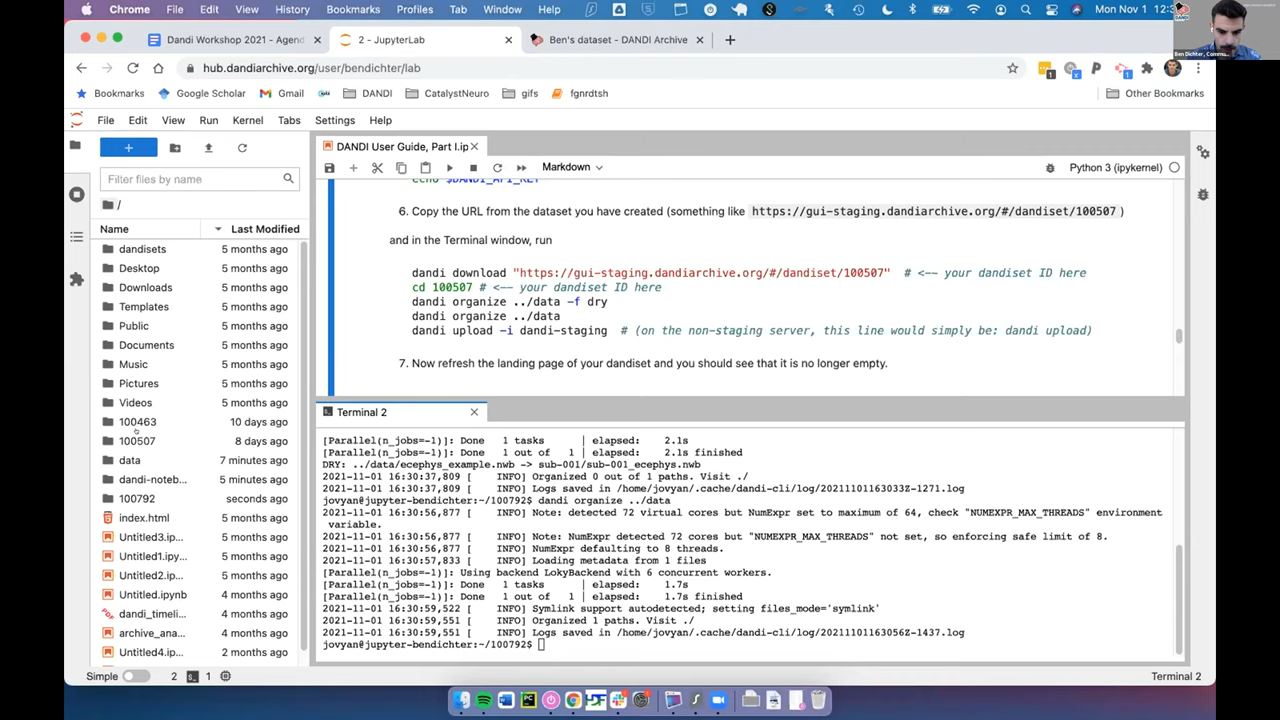 Chrome File Edit View History Bookmarks Profiles Tab Window Help
Mon Nov 1
Dandi Workshop 2021 - Agend
2 - JupyterLab
Ben's dataset - DANDI Archive
hub.dandiarchive.org/user/bendichter/lab
Bookmarks Google Scholar Gmail DANDI CatalystNeuro gifs fgnrdtsh Other Bookmarks
File Edit View Run Kernel Tabs Settings Help
DANDI User Guide, Part I.ip
Markdown
Python 3 (ipykernel)
Filter files by name
/
Name Last Modified
dandisets 5 months ago
Desktop 5 months ago
Downloads 5 months ago
Templates 5 months ago
Public 5 months ago
Documents 5 months ago
Music 5 months ago
Pictures 5 months ago
Videos 5 months ago
100463 10 days ago
100507 8 days ago
data 7 minutes ago
dandi-noteb... 5 minutes ago
100792 seconds ago
index.html 5 months ago
Untitled3.ip... 5 months ago
Untitled1.ipy... 5 months ago
Untitled2.ip... 5 months ago
Untitled.ipynb 4 months ago
dandi_timeli... 4 months ago
archive_ana... 4 months ago
Untitled4.ip... 2 months ago
echo $DANDI_API_KEY
6. Copy the URL from the dataset you have created (something like https://gui-staging.dandiarchive.org/#/dandiset/100507 )
and in the Terminal window, run
dandi download "https://gui-staging.dandiarchive.org/#/dandiset/100507" # <-- your dandiset ID here
cd 100507 # <-- your dandiset ID here
dandi organize ../data -f dry
dandi organize ../data
dandi upload -i dandi-staging # (on the non-staging server, this line would simply be: dandi upload)
7. Now refresh the landing page of your dandiset and you should see that it is no longer empty.
Terminal 2
[Parallel(n_jobs=-1)]: Done 1 tasks | elapsed: 2.1s
[Parallel(n_jobs=-1)]: Done 1 out of 1 | elapsed: 2.1s finished
DRY: ../data/ecephys_example.nwb -> sub-001/sub-001_ecephys.nwb
2021-11-01 16:30:37,809 [ INFO] Organized 0 out of 1 paths. Visit ./
2021-11-01 16:30:37,809 [ INFO] Logs saved in /home/jovyan/.cache/dandi-cli/log/20211101163033Z-1271.log
jovyan@jupyter-bendichter:~/100792$ dandi organize ../data
2021-11-01 16:30:56,877 [ INFO] Note: detected 72 virtual cores but NumExpr set to maximum of 64, check "NUMEXPR_MAX_THREADS" environment
variable.
2021-11-01 16:30:56,877 [ INFO] Note: NumExpr detected 72 cores but "NUMEXPR_MAX_THREADS" not set, so enforcing safe limit of 8.
2021-11-01 16:30:56,877 [ INFO] NumExpr defaulting to 8 threads.
2021-11-01 16:30:57,833 [ INFO] Loading metadata from 1 files
[Parallel(n_jobs=-1)]: Using backend LokyBackend with 6 concurrent workers.
[Parallel(n_jobs=-1)]: Done 1 tasks | elapsed: 1.7s
[Parallel(n_jobs=-1)]: Done 1 out of 1 | elapsed: 1.7s finished
2021-11-01 16:30:59,522 [ INFO] Symlink support autodetected; setting files_mode='symlink'
2021-11-01 16:30:59,551 [ INFO] Organized 1 paths. Visit ./
2021-11-01 16:30:59,551 [ INFO] Logs saved in /home/jovyan/.cache/dandi-cli/log/20211101163056Z-1437.log
jovyan@jupyter-bendichter:~/100792$
Simple 2 1
Terminal 2